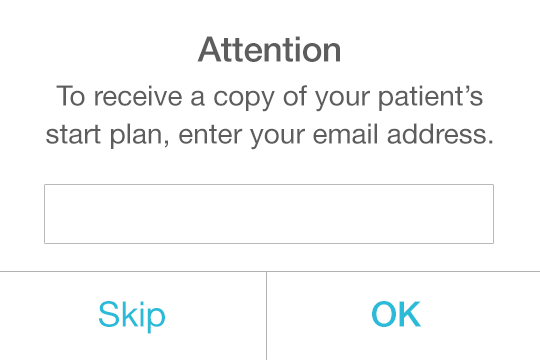 Attention
To receive a copy of your patient’s
start plan, enter your email address.
Skip
OK